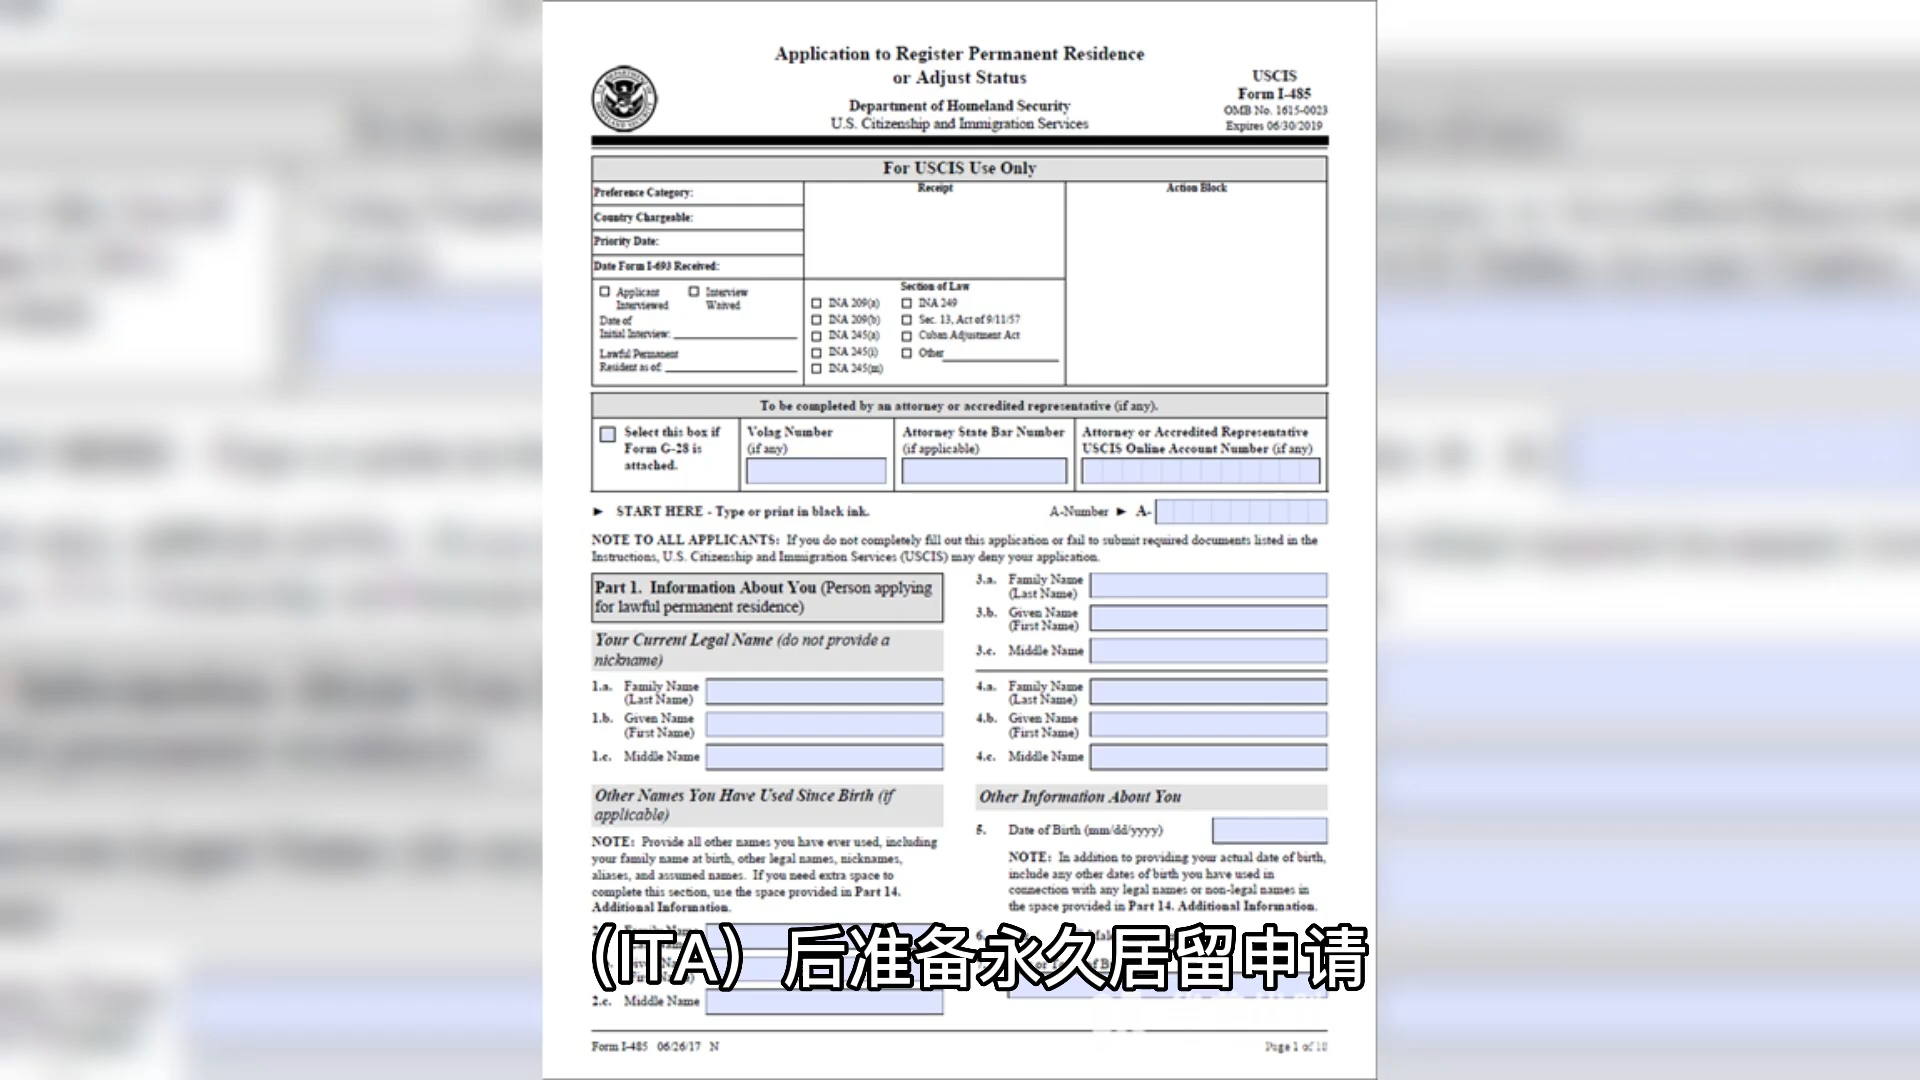 Application to Register Permanent Residence
or Adjust Status
Department of Homeland Security
U.S. Citizenship and Immigration Services
USCIS
Form I-485
OMB No. 1615-0023
Expires 06/30/2019
For USCIS Use Only
Preference Category:
Country Chargeable:
Priority Date:
Date Form I-693 Received:
Applicant Interviewed
Interview Waived
Date of
Initial Interview:
Lawful Permanent
Resident as of:
Receipt
Action Block
Section of Law
INA 209(a)
INA 209(b)
INA 245(a)
INA 245(i)
INA 245(m)
INA 249
Sec. 13, Act of 9/11/57
Cuban Adjustment Act
Other
To be completed by an attorney or accredited representative (if any).
Select this box if
Form G-28 is
attached.
Volag Number
(if any)
Attorney State Bar Number
(if applicable)
Attorney or Accredited Representative
USCIS Online Account Number (if any)
► START HERE - Type or print in black ink.
A-Number ► A-
NOTE TO ALL APPLICANTS: If you do not completely fill out this application or fail to submit required documents listed in the
Instructions, U.S. Citizenship and Immigration Services (USCIS) may deny your application.
Part 1. Information About You (Person applying
for lawful permanent residence)
Your Current Legal Name (do not provide a
nickname)
1.a. Family Name
(Last Name)
1.b. Given Name
(First Name)
1.c. Middle Name
Other Names You Have Used Since Birth (if
applicable)
NOTE: Provide all other names you have ever used, including
your family name at birth, other legal names, nicknames,
aliases, and assumed names. If you need extra space to
complete this section, use the space provided in Part 14.
Additional Information.
2.c. Middle Name
3.a. Family Name
(Last Name)
3.b. Given Name
(First Name)
3.c. Middle Name
4.a. Family Name
(Last Name)
4.b. Given Name
(First Name)
4.c. Middle Name
Other Information About You
5. Date of Birth (mm/dd/yyyy)
NOTE: In addition to providing your actual date of birth,
include any other dates of birth you have used in
connection with any legal names or non-legal names in
the space provided in Part 14. Additional Information.
（ITA）后准备永久居留申请
Form I-485 06/26/17 N
Page 1 of 18